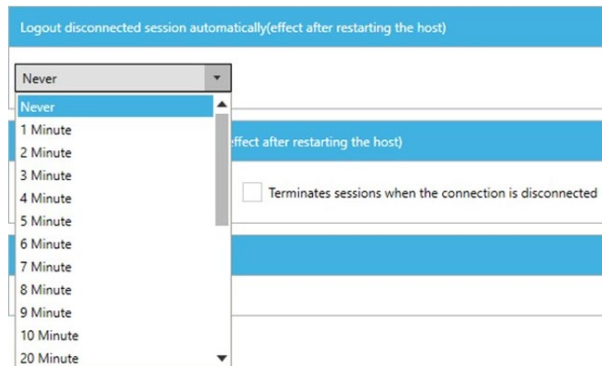 Logout disconnected session automatically(effect after restarting the host)
Never
Never
1 Minute
2 Minute
effect after restarting the host)
3 Minute
4 Minute
Terminates sessions when the connection is disconnected
5 Minute
6 Minute
7 Minute
8 Minute
9 Minute
10 Minute
20 Minute